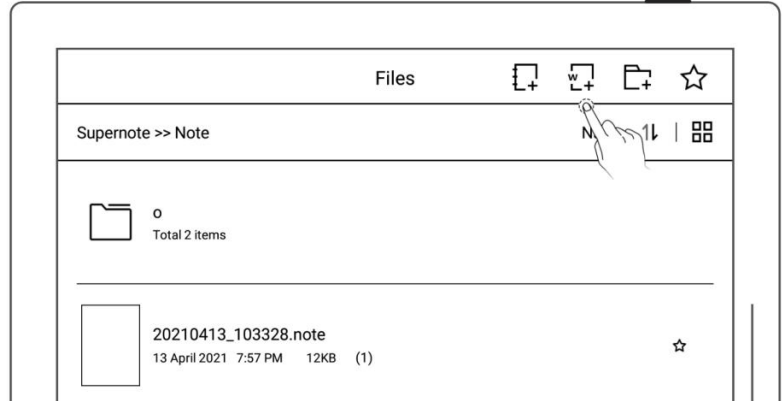 Files
W
Supernote >> Note
o
Total 2 items
20210413_103328.note
13 April 2021 7:57 PM 12KB (1)